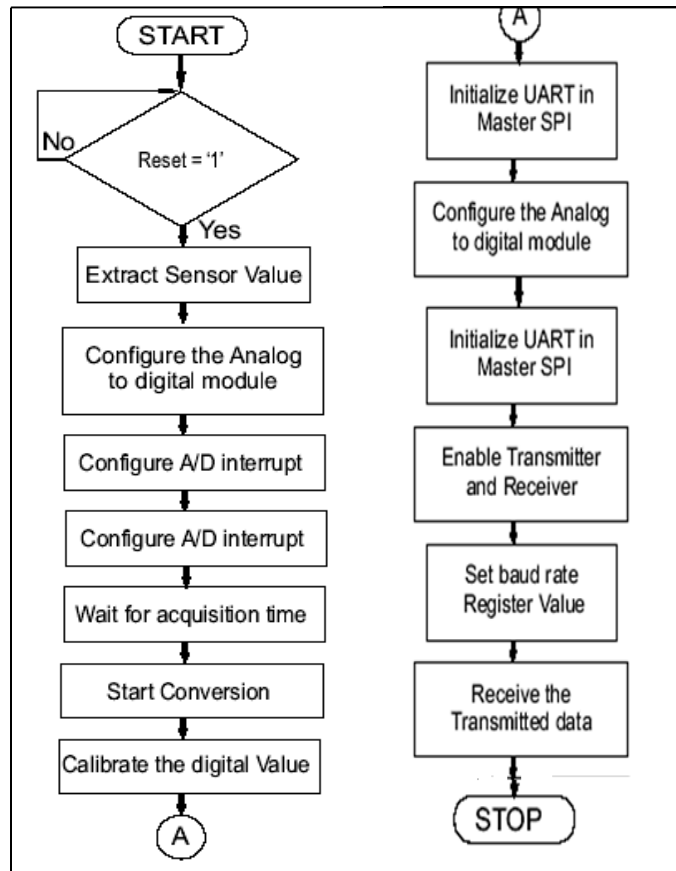 START
No
Reset = ‘1’
Yes
Extract Sensor Value
Configure the Analog
to digital module
Configure A/D interrupt
Configure A/D interrupt
Wait for acquisition time
Start Conversion
Calibrate the digital Value
A
A
Initialize UART in
Master SPI
Configure the Analog
to digital module
Initialize UART in
Master SPI
Enable Transmitter
and Receiver
Set baud rate
Register Value
Receive the
Transmitted data
STOP